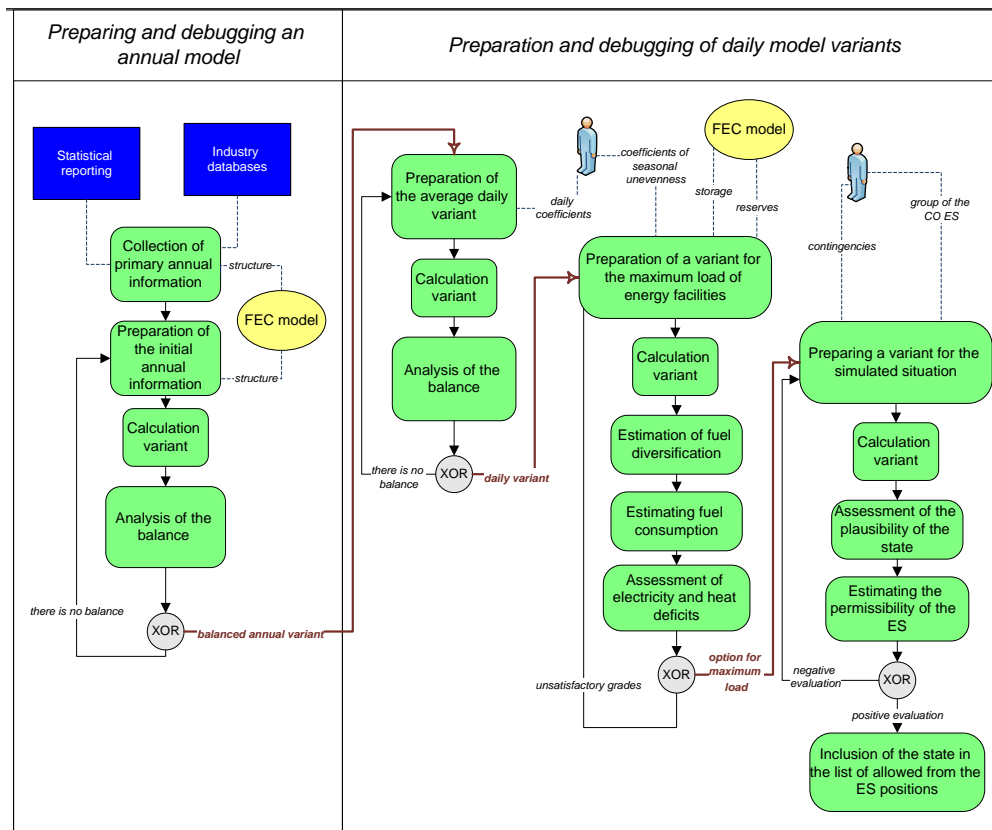 Preparing and debugging an
annual model
Preparation and debugging of daily model variants
Statistical
reporting
Industry
databases
Collection of
primary annual
information
structure
FEC model
Preparation of
the initial
annual
information
structure
Calculation
variant
Analysis of the
balance
there is no balance
XOR
balanced annual variant
Preparation of
the average daily
variant
daily
coefficients
Calculation
variant
Analysis of the
balance
there is no
balance
XOR
daily variant
coefficients of
seasonal
unevenness
FEC model
storage
reserves
Preparation of a variant for
the maximum load of
energy facilities
Calculation
variant
Estimation of fuel
diversification
Estimating fuel
consumption
Assessment of
electricity and heat
deficits
unsatisfactory grades
XOR
option for
maximum
load
contingencies
group of the
CO ES
Preparing a variant for the
simulated situation
Calculation
variant
Assessment of the
plausibility of the
state
Estimating the
permissibility of the
ES
negative
evaluation
XOR
positive evaluation
Inclusion of the state in
the list of allowed from the
ES positions